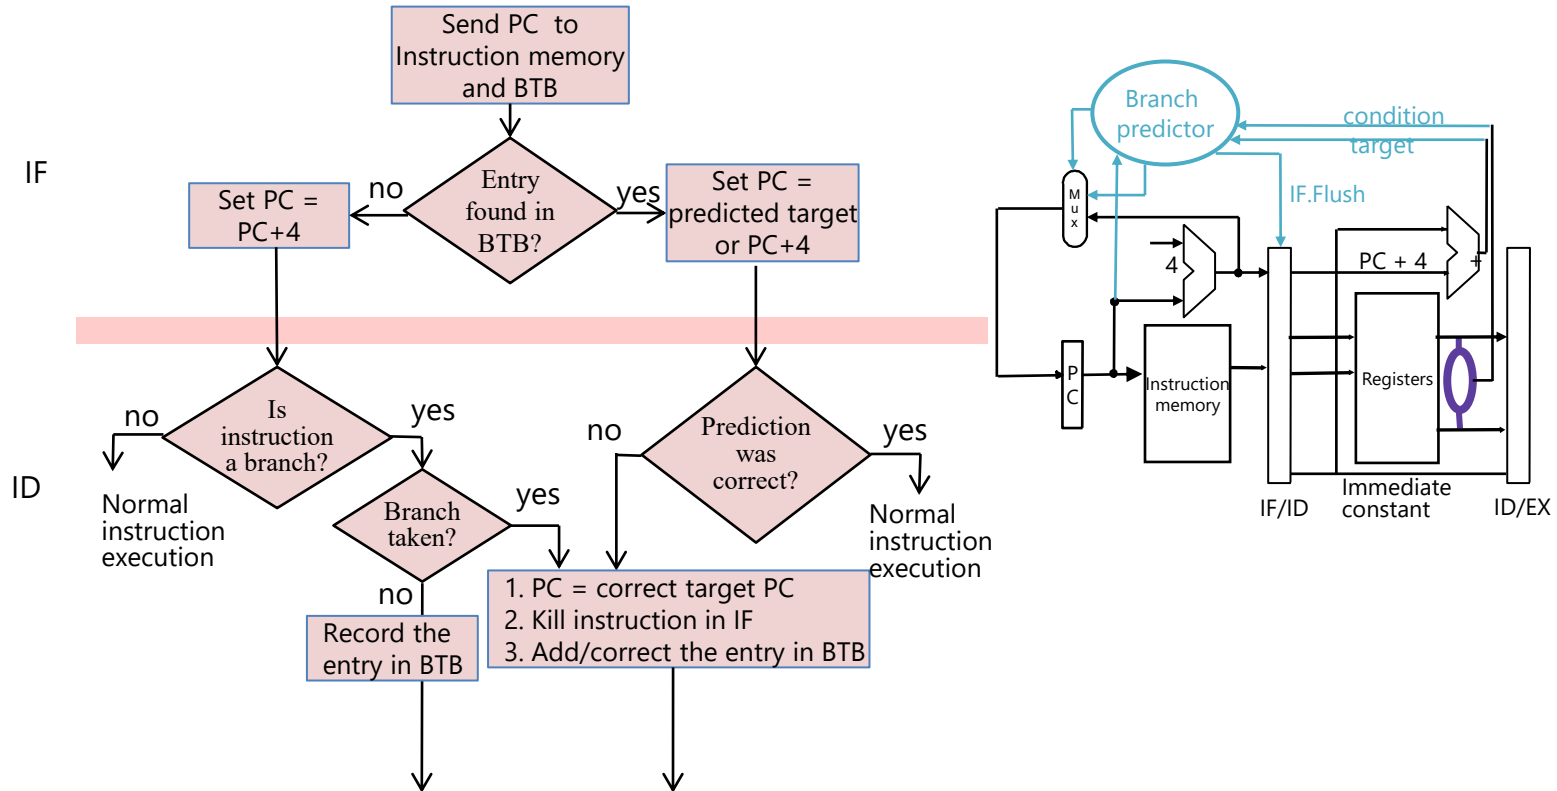 Send PC to
Instruction memory
and BTB
IF
no
Entry
found in
BTB?
yes
Set PC =
PC+4
Set PC =
predicted target
or PC+4
ID
no
Is
instruction
a branch?
yes
Normal
instruction
execution
Branch
taken?
yes
no
Record the
entry in BTB
no
Prediction
was
correct?
yes
Normal
instruction
execution
1. PC = correct target PC
2. Kill instruction in IF
3. Add/correct the entry in BTB
Branch
predictor
condition
target
IF.Flush
M
u
x
4
+
PC + 4
P
C
Instruction
memory
Registers
IF/ID
Immediate
constant
ID/EX